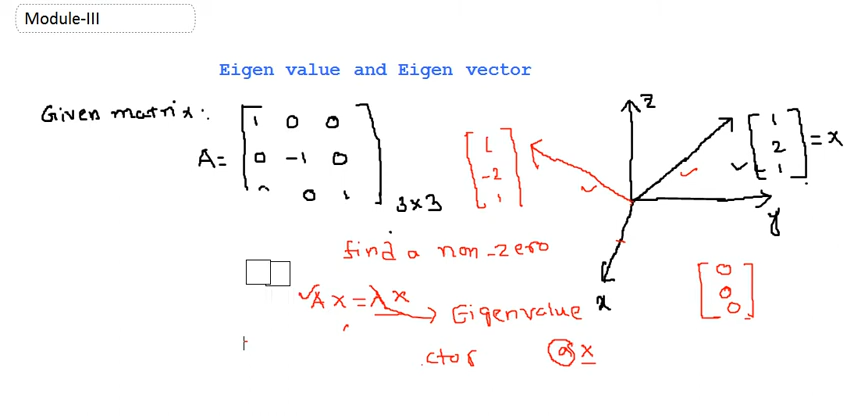 Module-III
Eigen value and Eigen vector
Given matrix:
A = [ 1 0 0
0 -1 0
0 1 ] 3x3
[ 1
-2
1 ]
z
[ 1
2
1 ] = x
y
x
find a non-zero
Ax = λx → Eigenvalue
ctor of x
[ 0
0
0 ]